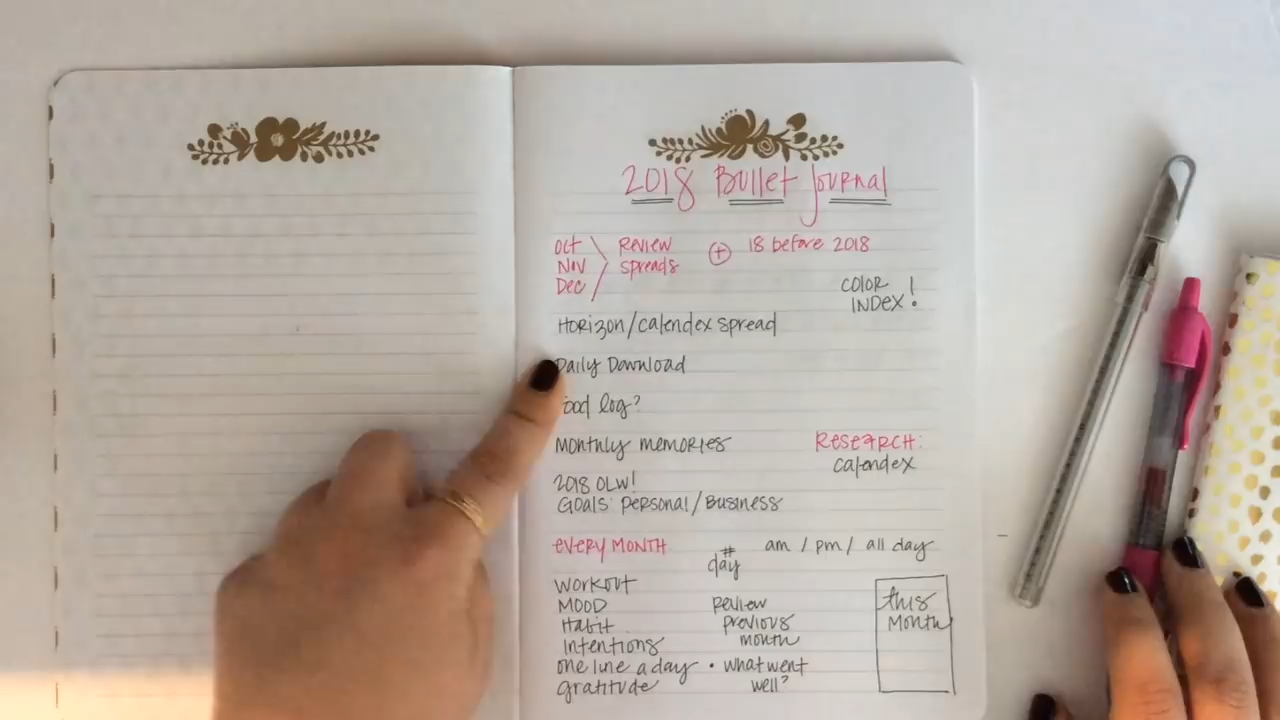 2018 Bullet Journal
Oct
Nov
Dec
Review
spreads
+ 18 before 2018
COLOR
INDEX!
Horizon/calendex spread
Daily Download
ood log?
Monthly memories
RESEARCH:
calendex
2018 OLW!
GOALS: personal/Business
EVERY MONTH
#
day
am / pm / all day
WORKOUT
MOOD
Habit
Intentions
one line a day
gratitude
Review
previous
month
• what went
well?
this
Month